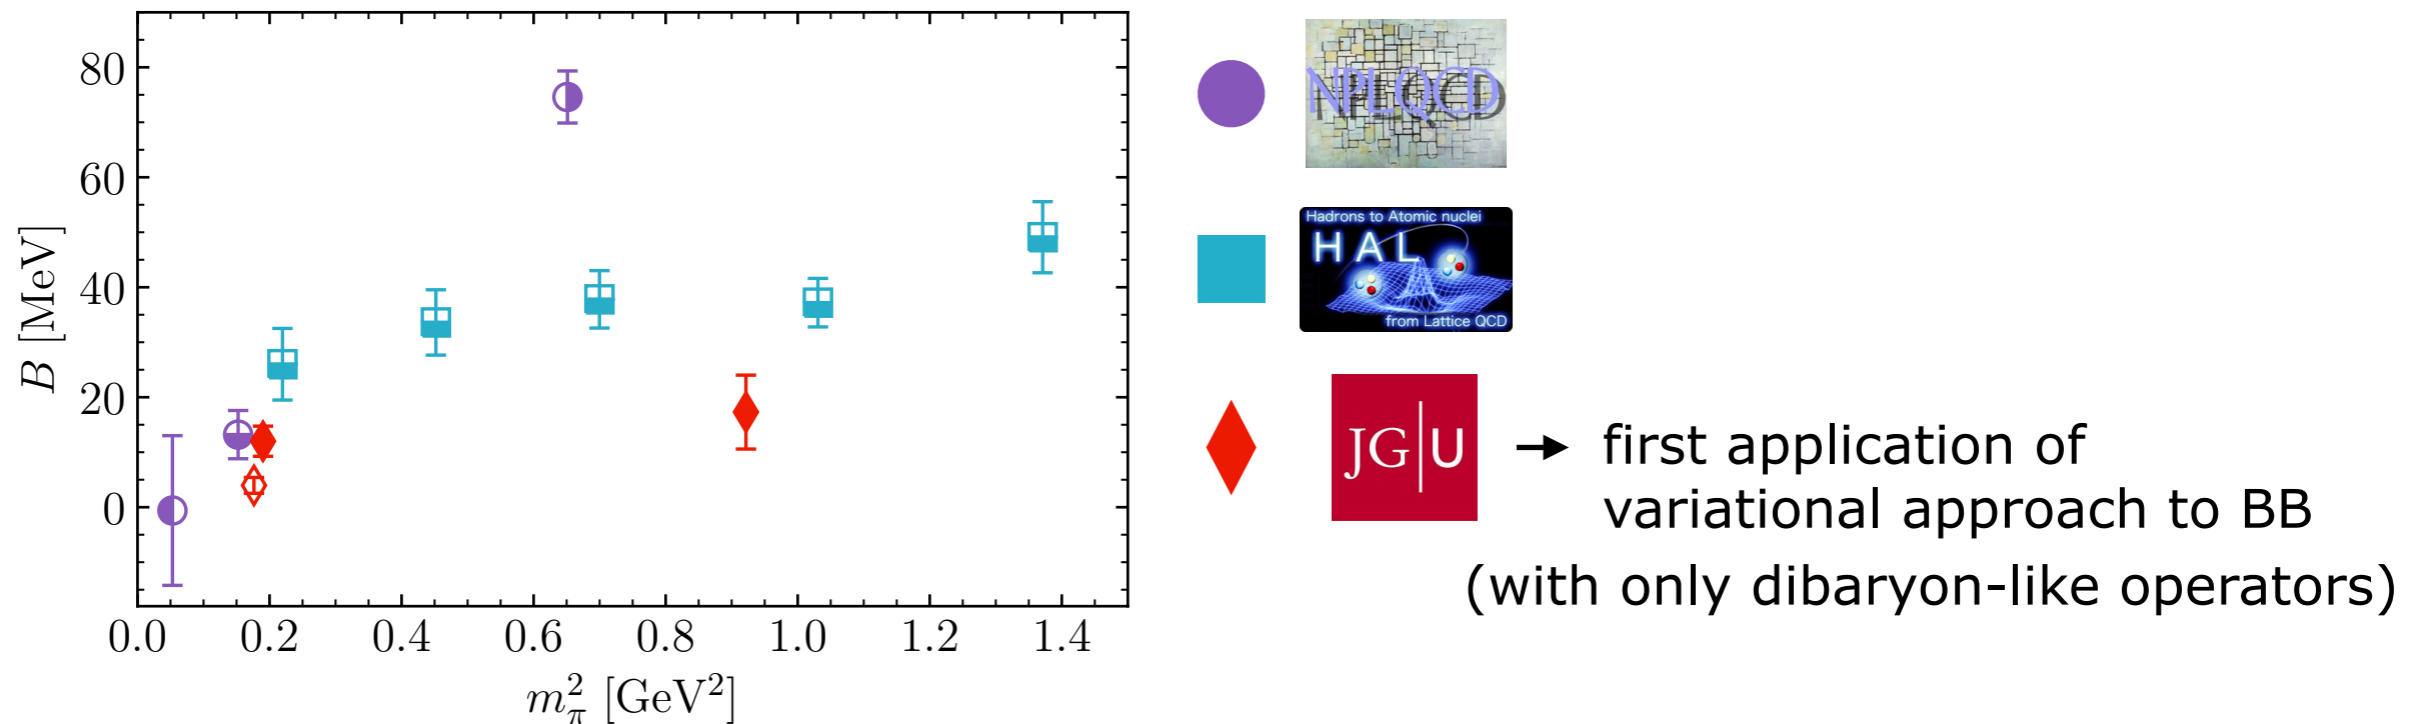 80
60
40
20
0
B [MeV]
0.0 0.2 0.4 0.6 0.8 1.0 1.2 1.4
m²π [GeV²]
NPLQCD
Hadrons to Atomic nuclei
HAL
from Lattice QCD
JG|U
→ first application of
variational approach to BB
(with only dibaryon-like operators)